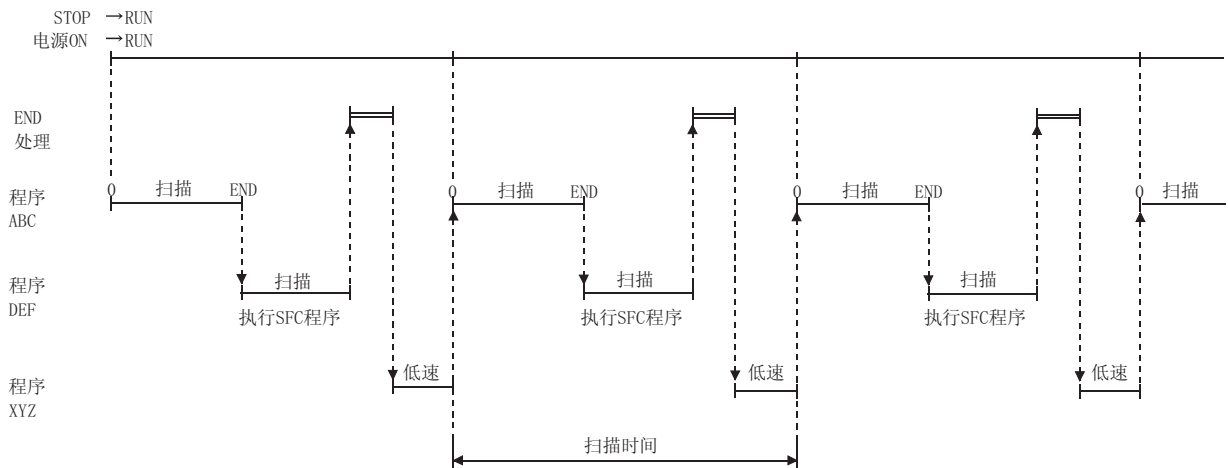 STOP →RUN
电源ON →RUN
END
处理
0 扫描 END 0 扫描 END 0 扫描 END 0 扫描
程序
ABC
扫描 扫描 扫描
程序
DEF
执行SFC程序 执行SFC程序 执行SFC程序
低速 低速 低速
程序
XYZ
扫描时间